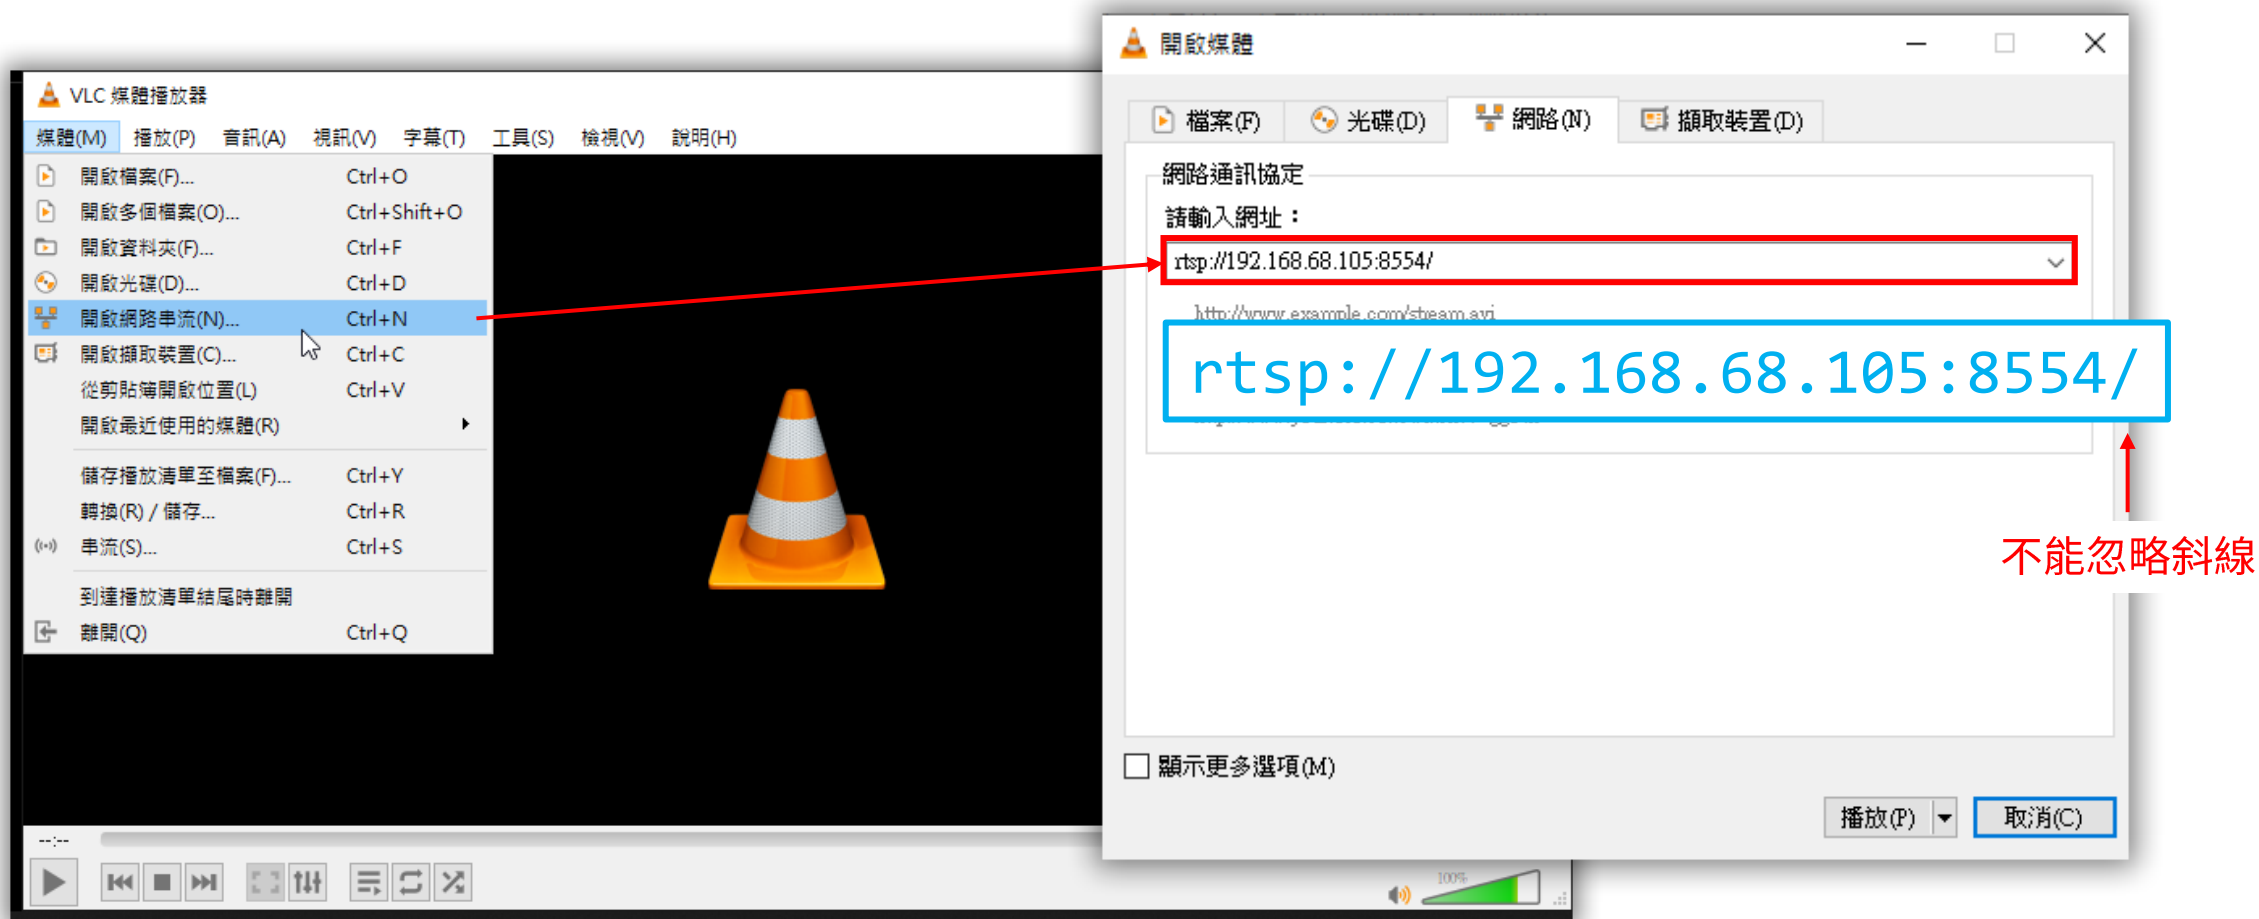 VLC 媒體播放器
媒體(M) 播放(P) 音訊(A) 視訊(V) 字幕(T) 工具(S) 檢視(V) 說明(H)
開啟檔案(F)... Ctrl+O
開啟多個檔案(O)... Ctrl+Shift+O
開啟資料夾(F)... Ctrl+F
開啟光碟(D)... Ctrl+D
開啟網路串流(N)... Ctrl+N
開啟擷取裝置(C)... Ctrl+C
從剪貼簿開啟位置(L) Ctrl+V
開啟最近使用的媒體(R)
儲存播放清單至檔案(F)... Ctrl+Y
轉換(R) / 儲存... Ctrl+R
串流(S)... Ctrl+S
到達播放清單結尾時離開
離開(Q) Ctrl+Q
--:--
100%
開啟媒體
檔案(F) 光碟(D) 網路(N) 擷取裝置(D)
網路通訊協定
請輸入網址：
rtsp://192.168.68.105:8554/
http://www.example.com/stream.avi
rtsp://192.168.68.105:8554/
不能忽略斜線
顯示更多選項(M)
播放(P) 取消(C)